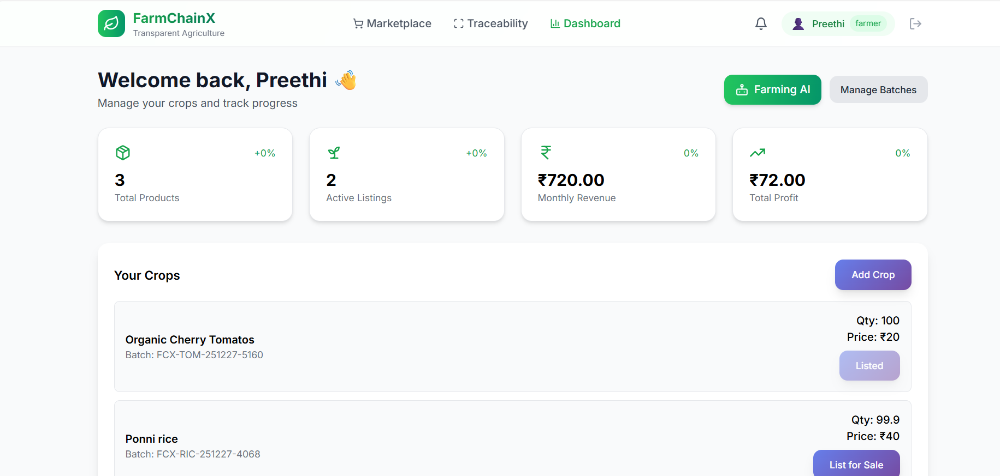 FarmChainX
Transparent Agriculture
Marketplace
Traceability
Dashboard
Preethi
farmer
Welcome back, Preethi
Manage your crops and track progress
Farming AI
Manage Batches
+0%
3
Total Products
+0%
2
Active Listings
0%
₹720.00
Monthly Revenue
0%
₹72.00
Total Profit
Your Crops
Add Crop
Organic Cherry Tomatos
Batch: FCX-TOM-251227-5160
Qty: 100
Price: ₹20
Listed
Ponni rice
Batch: FCX-RIC-251227-4068
Qty: 99.9
Price: ₹40
List for Sale